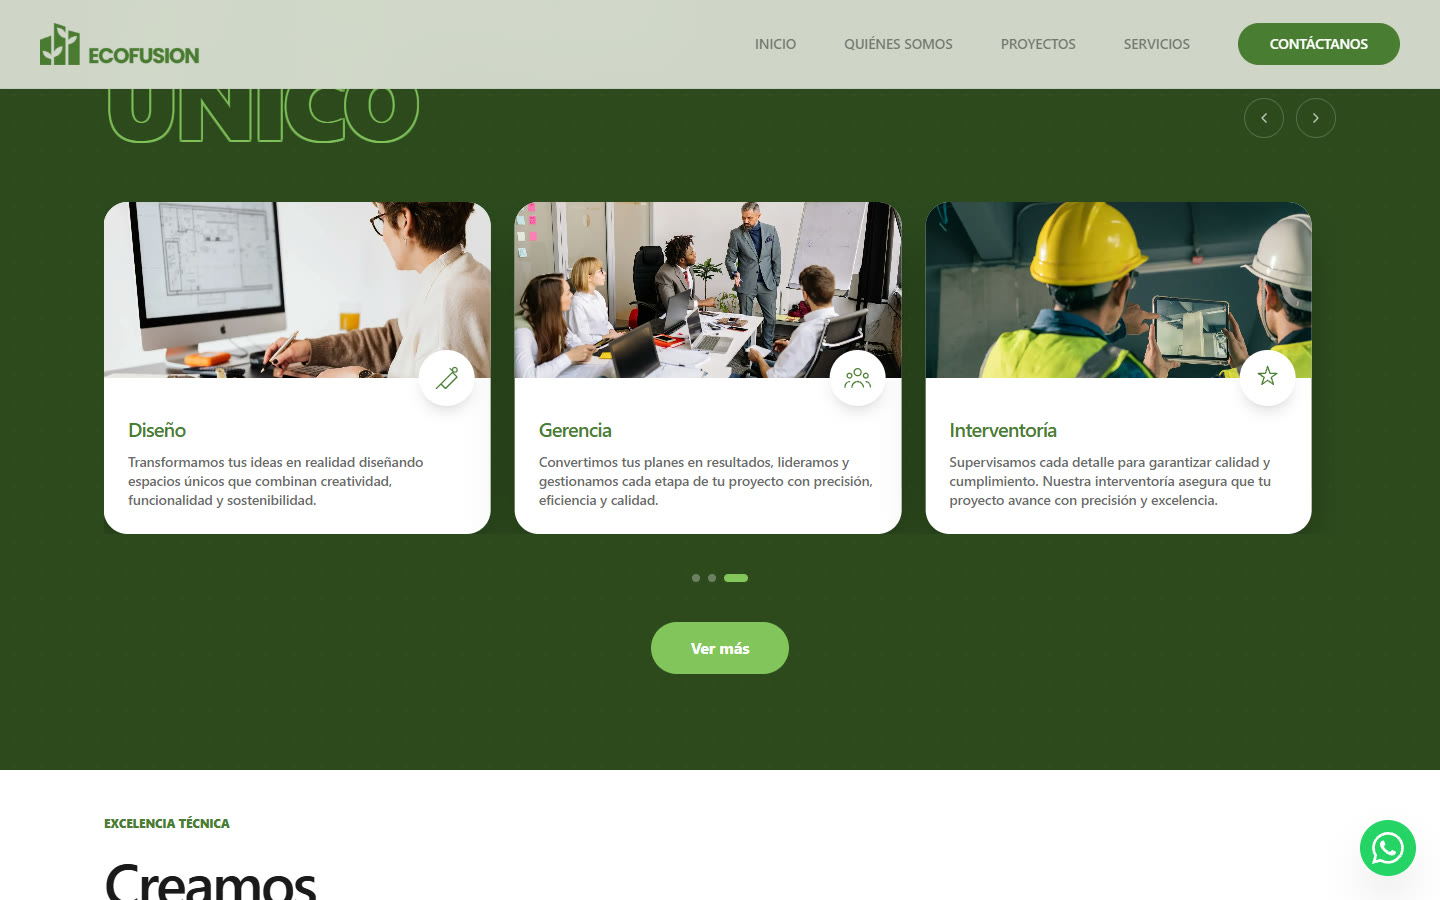 ECOFUSION
INICIO
QUIÉNES SOMOS
PROYECTOS
SERVICIOS
CONTÁCTANOS
ÚNICO
Diseño
Transformamos tus ideas en realidad diseñando
espacios únicos que combinan creatividad,
funcionalidad y sostenibilidad.
Gerencia
Convertimos tus planes en resultados, lideramos y
gestionamos cada etapa de tu proyecto con precisión,
eficiencia y calidad.
Interventoría
Supervisamos cada detalle para garantizar calidad y
cumplimiento. Nuestra interventoría asegura que tu
proyecto avance con precisión y excelencia.
Ver más
EXCELENCIA TÉCNICA
Creamos